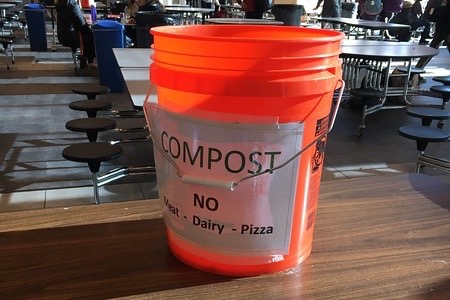 COMPOST
NO
Meat - Dairy - Pizza